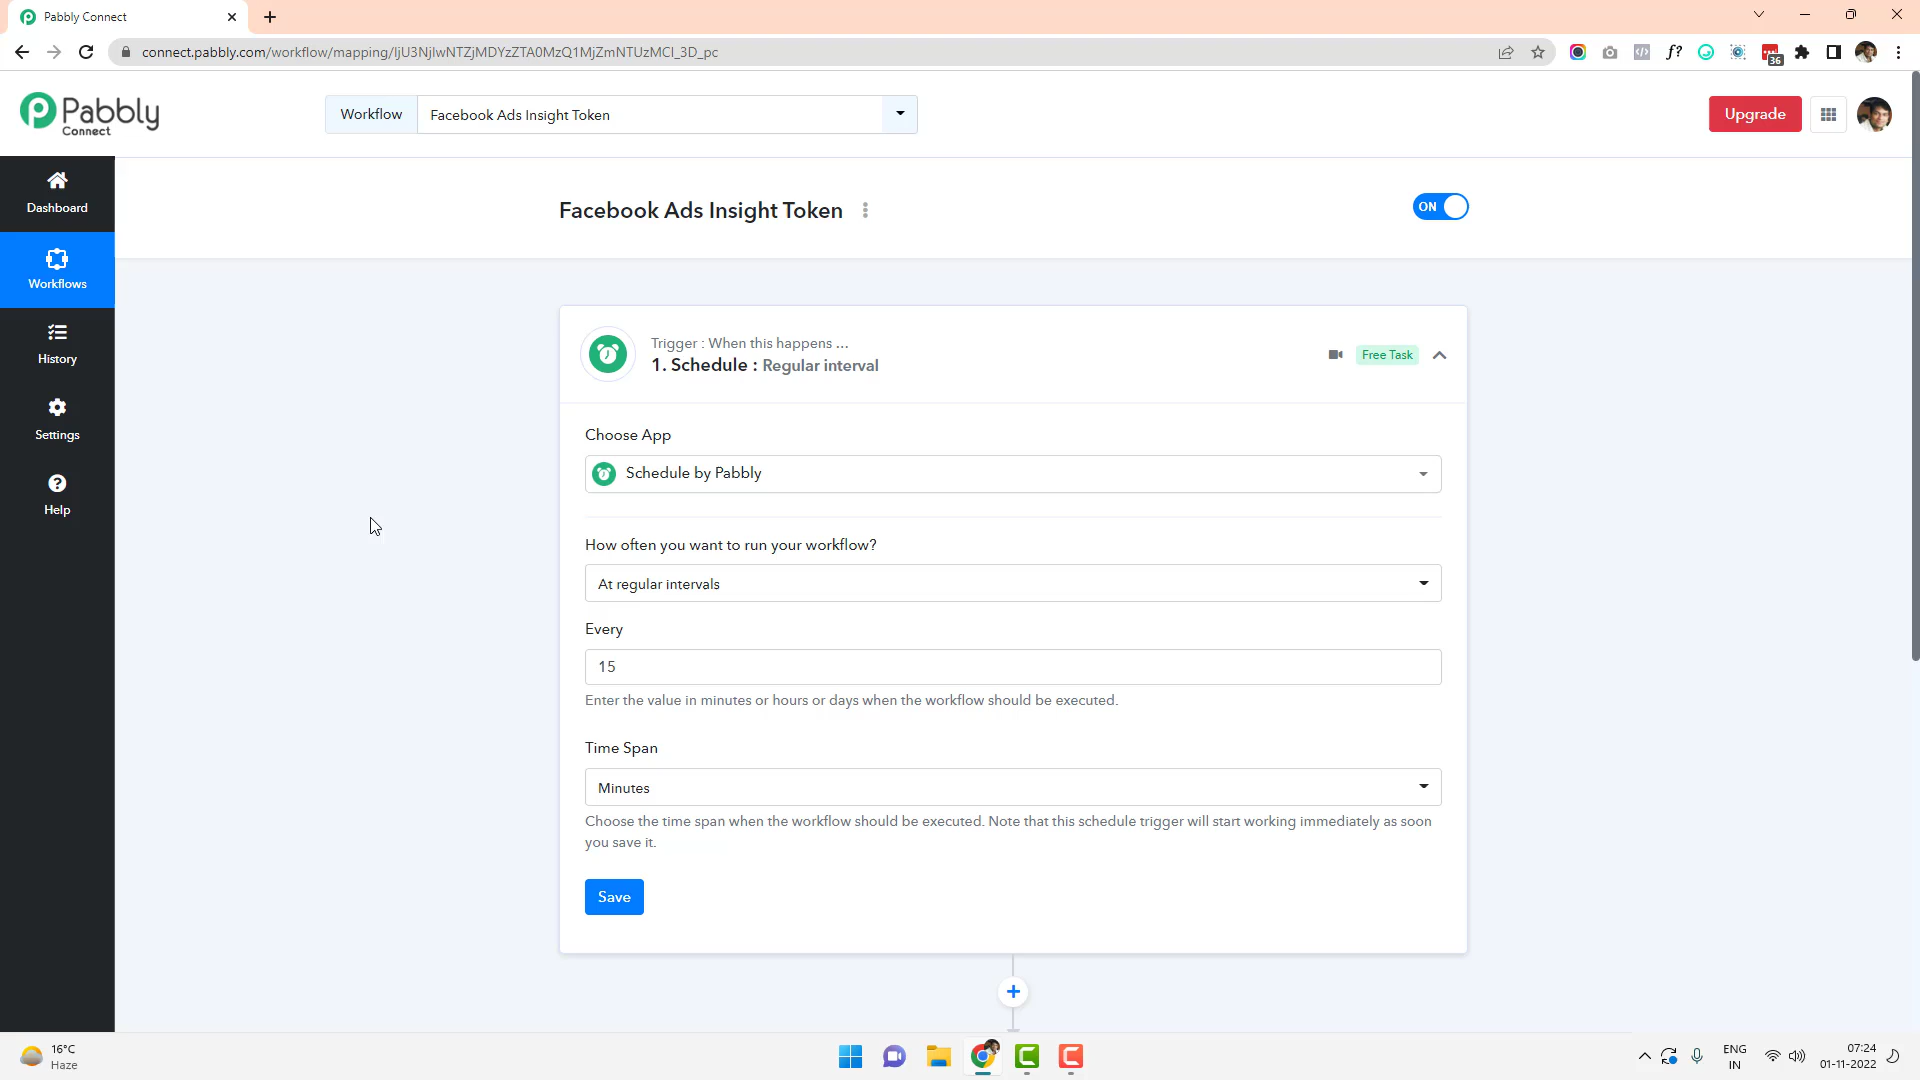 Pabbly Connect
connect.pabbly.com/workflow/mapping/IjU3NjIwNTZjMDYzZTA0MzQ1MjZmNTUzMCI_3D_pc
f?
36
Pabbly
Connect
Workflow
Facebook Ads Insight Token
Upgrade
Dashboard
Workflows
History
Settings
Help
Facebook Ads Insight Token
ON
Trigger : When this happens ...
1. Schedule : Regular interval
Free Task
Choose App
Schedule by Pabbly
How often you want to run your workflow?
At regular intervals
Every
15
Enter the value in minutes or hours or days when the workflow should be executed.
Time Span
Minutes
Choose the time span when the workflow should be executed. Note that this schedule trigger will start working immediately as soon
you save it.
Save
16°C
Haze
ENG
IN
07:24
01-11-2022